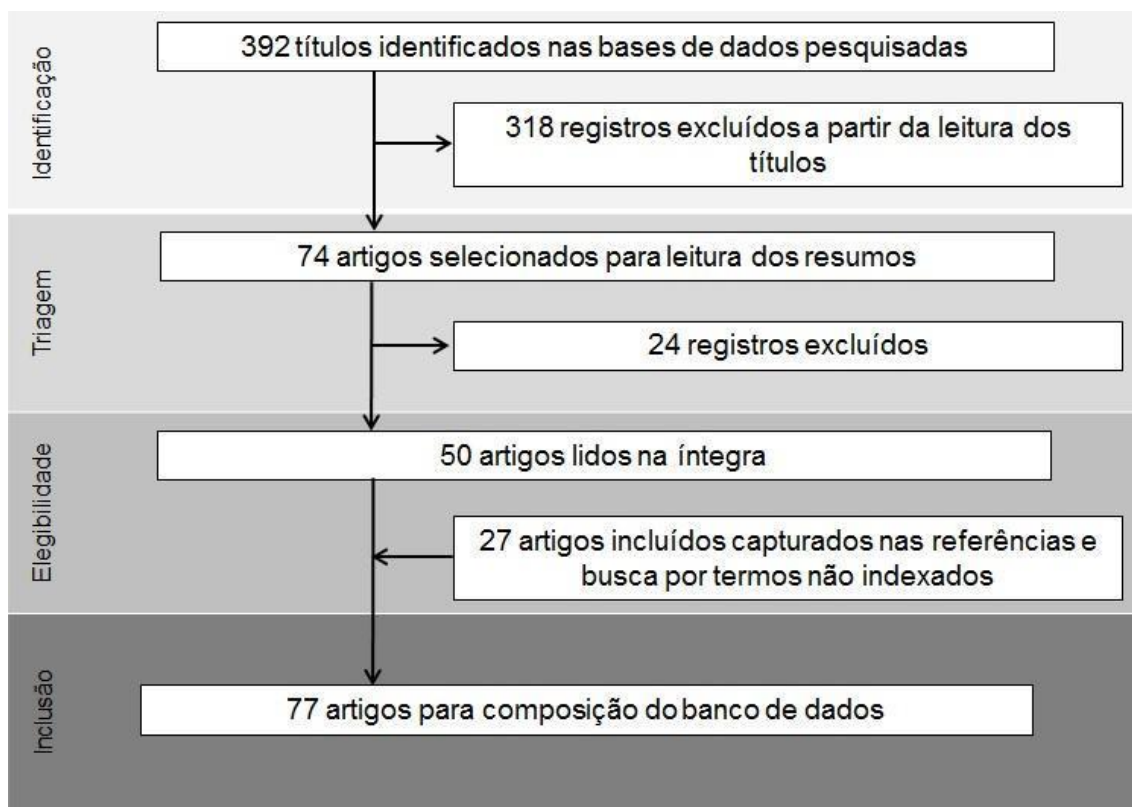 Identificação
392 títulos identificados nas bases de dados pesquisadas
318 registros excluídos a partir da leitura dos
títulos
Triagem
74 artigos selecionados para leitura dos resumos
24 registros excluídos
Elegibilidade
50 artigos lidos na íntegra
27 artigos incluídos capturados nas referências e
busca por termos não indexados
Inclusão
77 artigos para composição do banco de dados